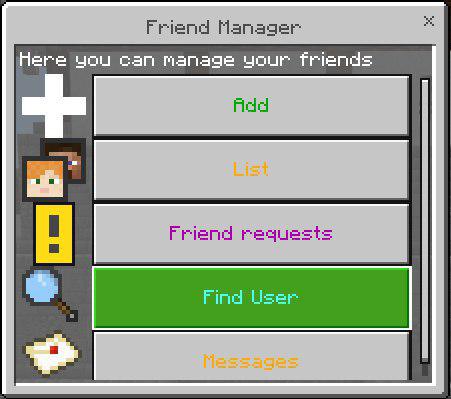 Friend Manager
Here you can manage your friends
Add
List
Friend requests
Find User
Messages